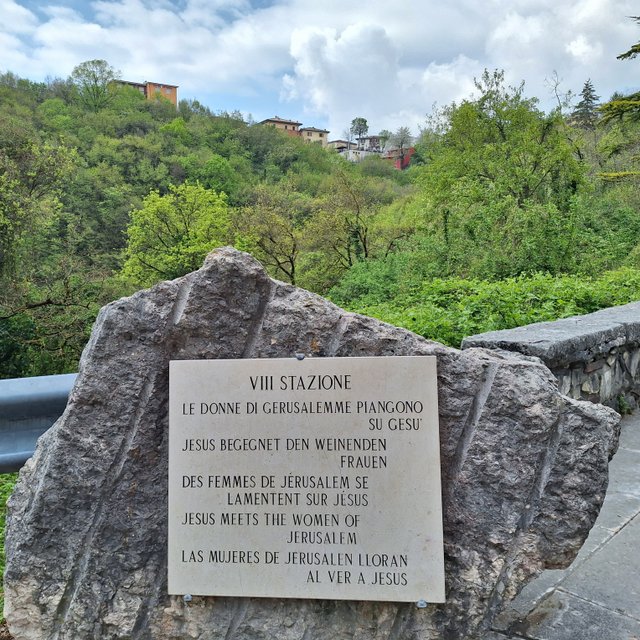 VIII STAZIONE
LE DONNE DI GERUSALEMME PIANGONO
SU GESU'
JESUS BEGEGNET DEN WEINENDEN
FRAUEN
DES FEMMES DE JÉRUSALEM SE
LAMENTENT SUR JÉSUS
JESUS MEETS THE WOMEN OF
JERUSALEM
LAS MUJERES DE JERUSALEN LLORAN
AL VER A JESUS